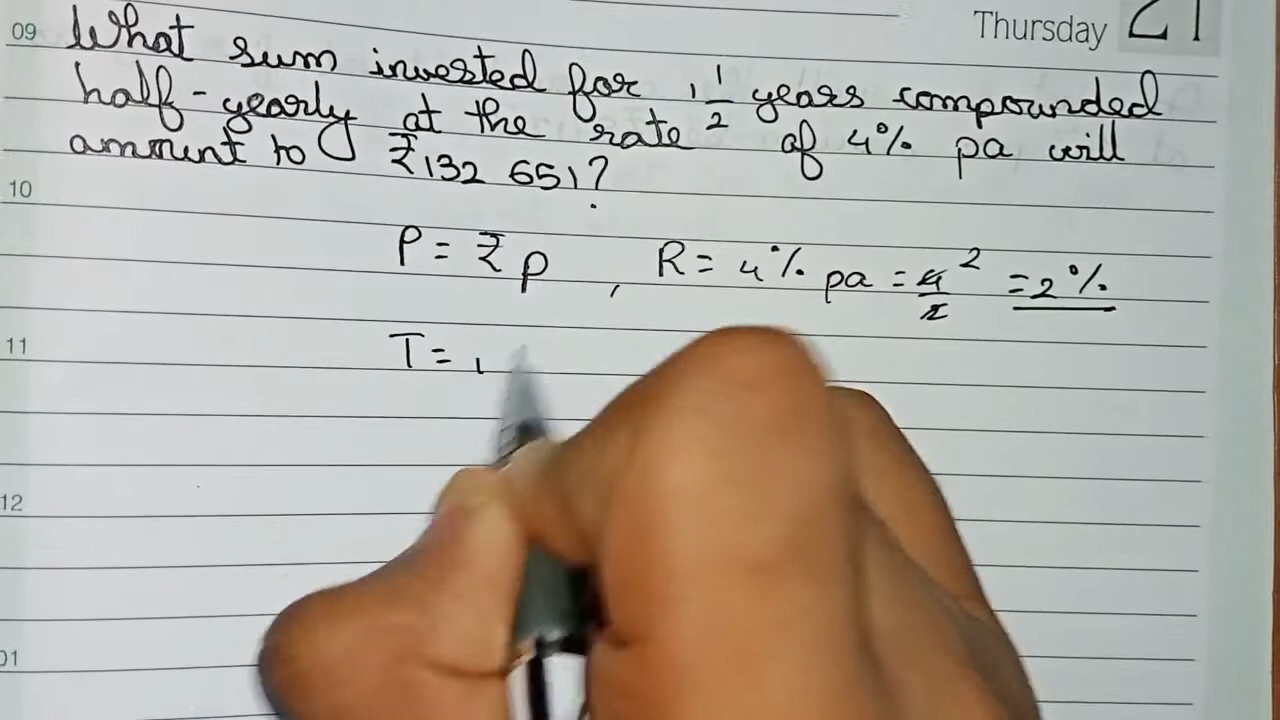 Thursday 21
09 What sum invested for 1 1/2 years compounded
half-yearly at the rate of 4% pa will
amount to ₹132 651?
10
P = ₹ P , R = 4% pa = 4/2 2 = 2%
11 T = 1
12
01